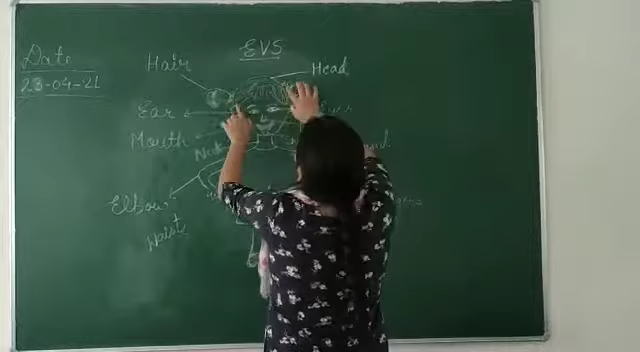 EVS
Date
23-04-21
Hair
Head
Ear
Mouth
Neck
Elbow
Waist